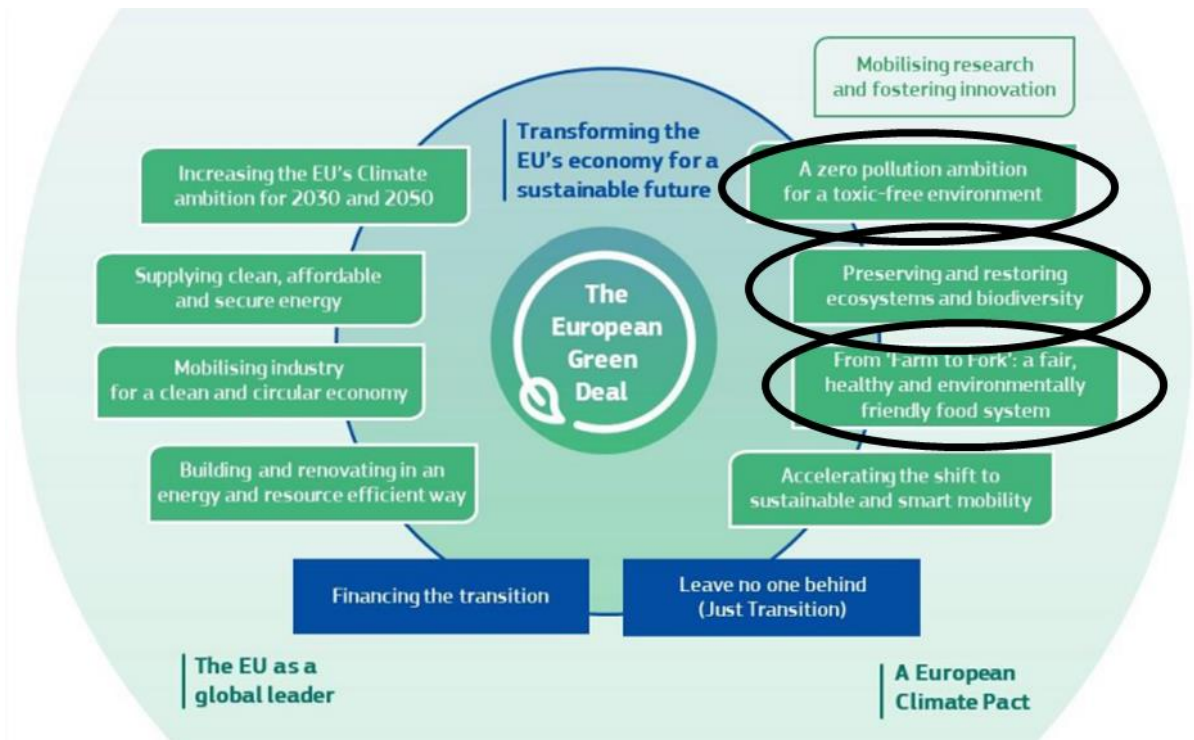 Mobilising research
and fostering innovation
Transforming the
EU's economy for a
sustainable future
Increasing the EU's Climate
ambition for 2030 and 2050
A zero pollution ambition
for a toxic-free environment
Supplying clean, affordable
and secure energy
Preserving and restoring
ecosystems and biodiversity
The
European
Green
Deal
Mobilising industry
for a clean and circular economy
From 'Farm to Fork': a fair,
healthy and environmentally
friendly food system
Building and renovating in an
energy and resource efficient way
Accelerating the shift to
sustainable and smart mobility
Financing the transition
Leave no one behind
(Just Transition)
The EU as a
global leader
A European
Climate Pact